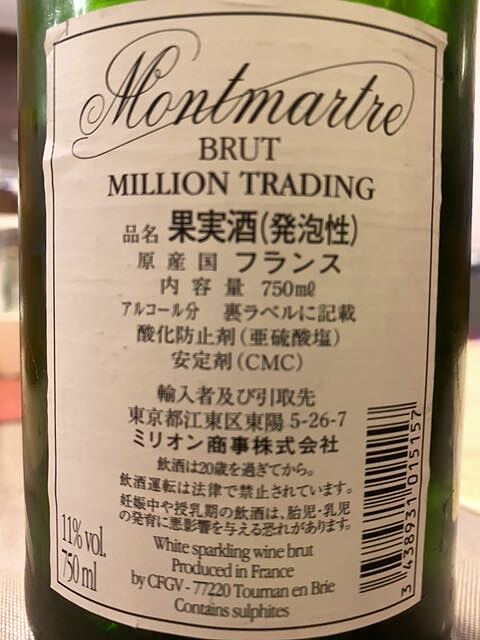 Montmartre
BRUT
MILLION TRADING
品名 果実酒(発泡性)
原産国 フランス
内容量 750mℓ
アルコール分 裏ラベルに記載
酸化防止剤(亜硫酸塩)
安定剤(CMC)
輸入者及び引取先
東京都江東区東陽 5-26-7
ミリオン商事株式会社
飲酒は20歳を過ぎてから。
飲酒運転は法律で禁止されています。
妊娠中や授乳期の飲酒は、胎児・乳児
の発育に悪影響を与える恐れがあります。
11% vol.
750 ml
White sparkling wine brut
Produced in France
by CFGV - 77220 Tournan en Brie
Contains sulphites
3 438931 015157